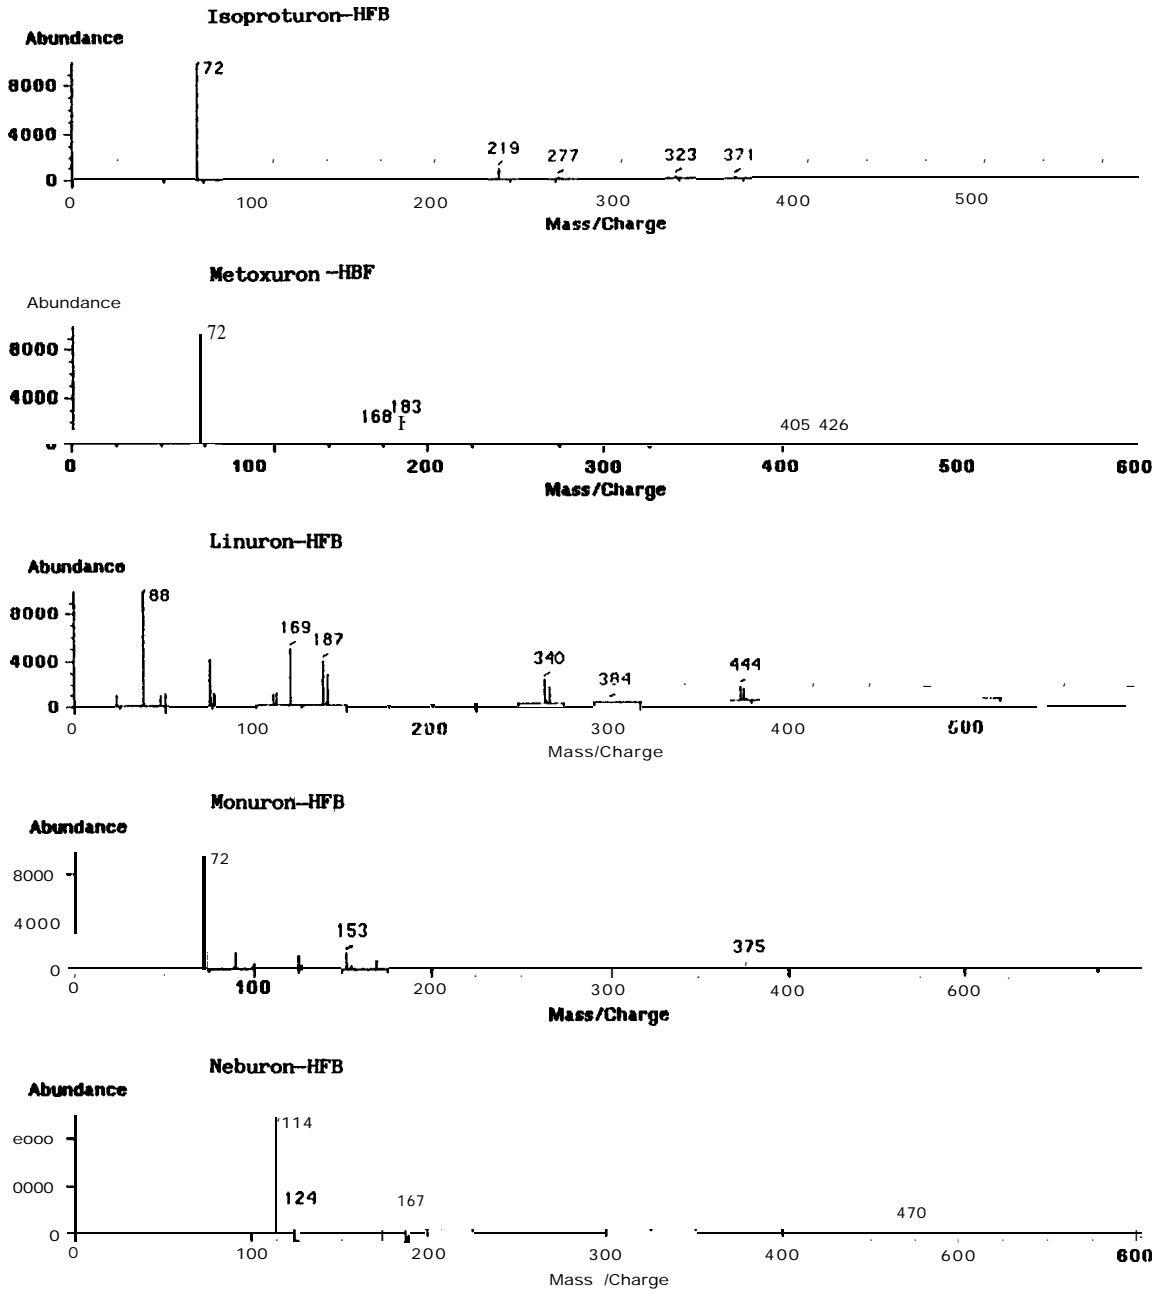 Isoproturon-HFB
Abundance
72
8000
4000
219 277 323 371
0
0 100 200 300 400 500
Mass/Charge
Metoxuron -HBF
Abundance
72
8000
4000
168 183
405 426
0 100 200 300 400 500 600
Mass/Charge
Linuron-HFB
Abundance
88
8000
169
187
4000
340 384 444
0
100 200 300 400 500
Mass/Charge
Monuron-HFB
Abundance
72
8000
4000
153 375
0
0 100 200 300 400 600
Mass/Charge
Neburon-HFB
Abundance
114
e000
0000
124 167 470
0
0 100 200 300 400 600 600
Mass /Charge